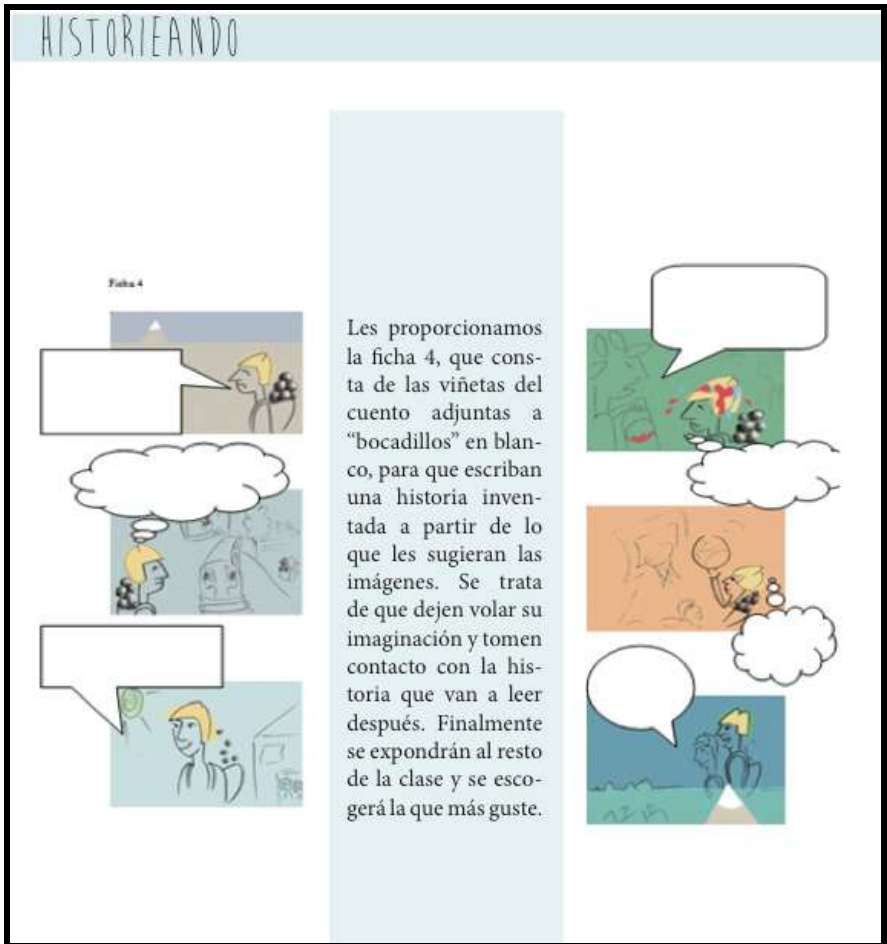 HISTORIEANDO
Ficha 4
Les proporcionamos
la ficha 4, que cons-
ta de las viñetas del
cuento adjuntas a
“bocadillos” en blan-
co, para que escriban
una historia inven-
tada a partir de lo
que les sugieran las
imágenes. Se trata
de que dejen volar su
imaginación y tomen
contacto con la his-
toria que van a leer
después. Finalmente
se expondrán al resto
de la clase y se esco-
gerá la que más guste.